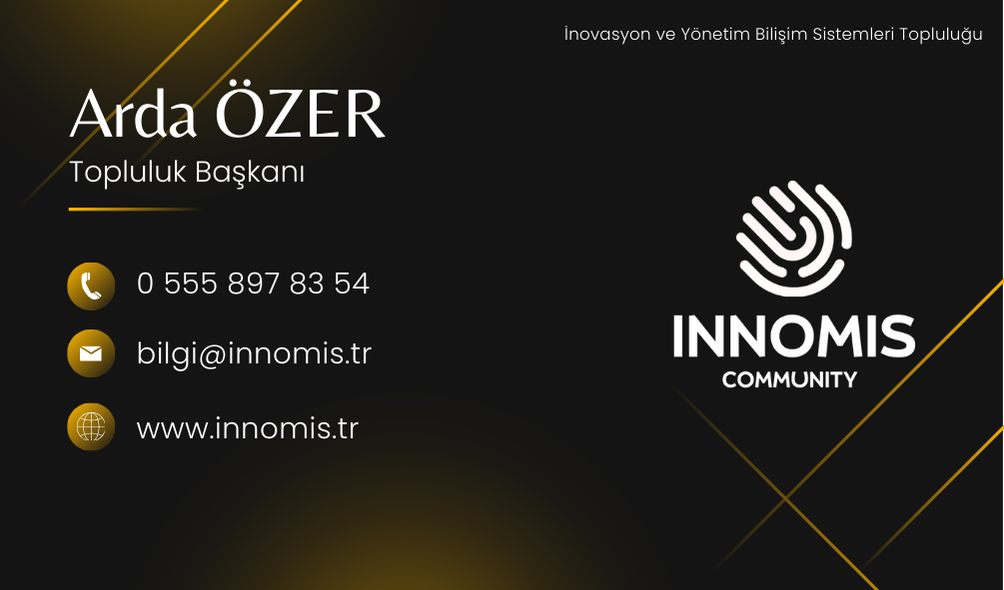 İnovasyon ve Yönetim Bilişim Sistemleri Topluluğu
Arda ÖZER
Topluluk Başkanı
0 555 897 83 54
bilgi@innomis.tr
www.innomis.tr
INNOMIS
COMMUNITY